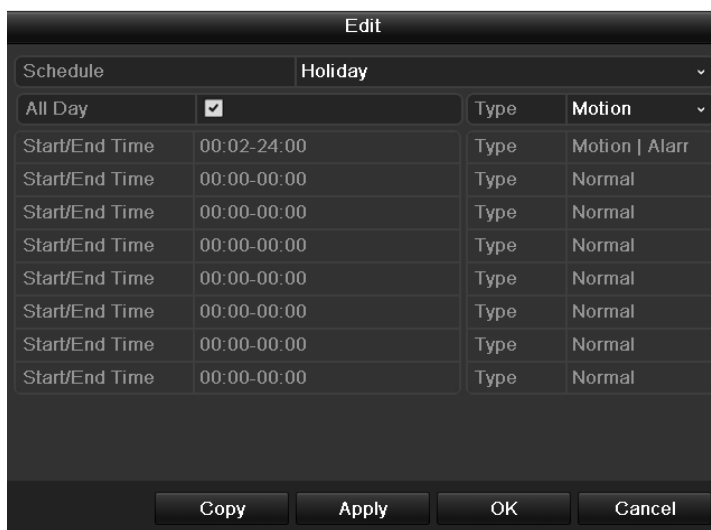 Edit
Schedule Holiday
All Day Type Motion
Start/End Time 00:02-24:00 Type Motion | Alarr
Start/End Time 00:00-00:00 Type Normal
Start/End Time 00:00-00:00 Type Normal
Start/End Time 00:00-00:00 Type Normal
Start/End Time 00:00-00:00 Type Normal
Start/End Time 00:00-00:00 Type Normal
Start/End Time 00:00-00:00 Type Normal
Start/End Time 00:00-00:00 Type Normal
Copy Apply OK Cancel